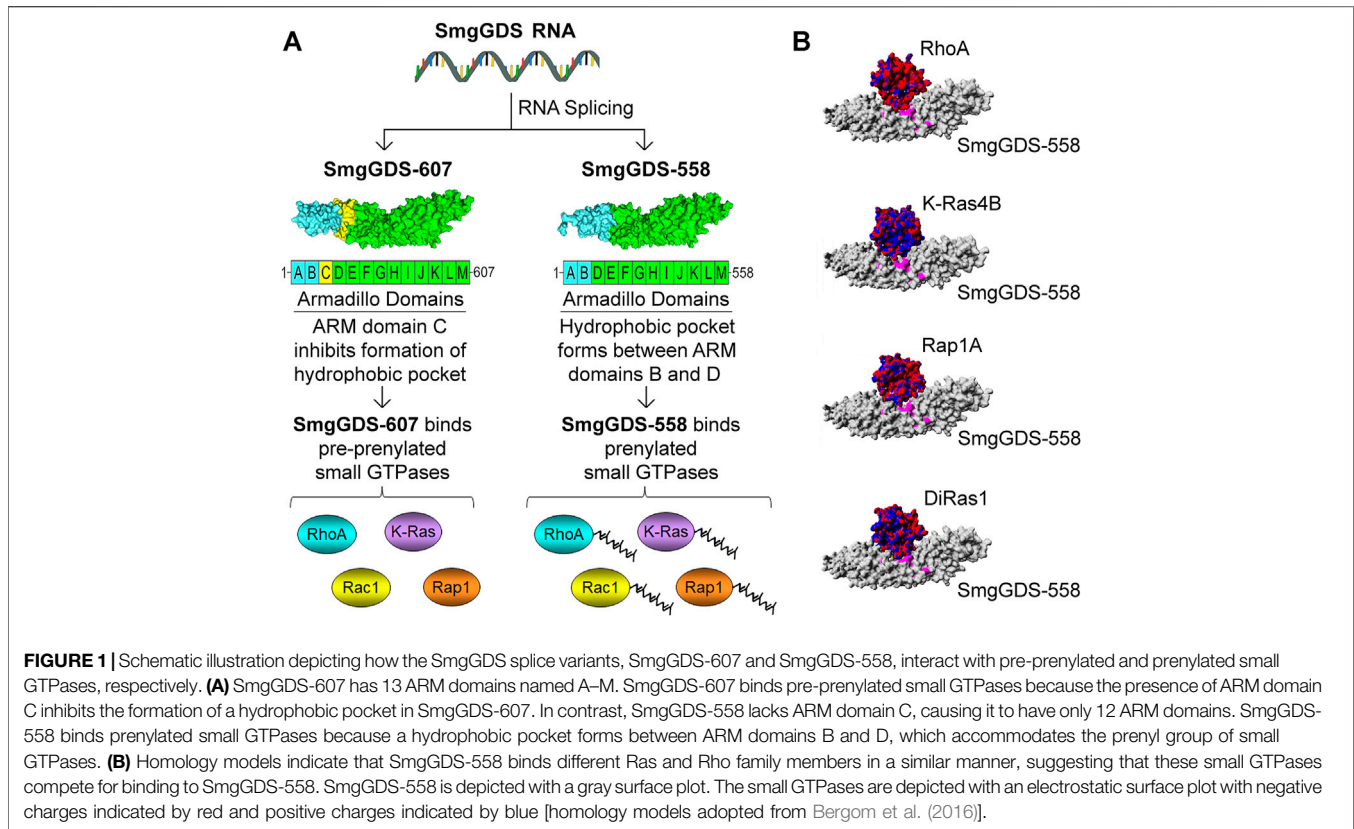 A
SmgGDS RNA
RNA Splicing
SmgGDS-607
1-ABCDEFGHIJKLM-607
Armadillo Domains
ARM domain C
inhibits formation of
hydrophobic pocket
SmgGDS-607 binds
pre-prenylated
small GTPases
RhoA
K-Ras
Rac1
Rap1
SmgGDS-558
1-ABDEFGHIJKLM-558
Armadillo Domains
Hydrophobic pocket
forms between ARM
domains B and D
SmgGDS-558 binds
prenylated
small GTPases
RhoA
K-Ras
Rac1
Rap1
B
RhoA
SmgGDS-558
K-Ras4B
SmgGDS-558
Rap1A
SmgGDS-558
DiRas1
SmgGDS-558
FIGURE 1 | Schematic illustration depicting how the SmgGDS splice variants, SmgGDS-607 and SmgGDS-558, interact with pre-prenylated and prenylated small
GTPases, respectively. (A) SmgGDS-607 has 13 ARM domains named A–M. SmgGDS-607 binds pre-prenylated small GTPases because the presence of ARM domain
C inhibits the formation of a hydrophobic pocket in SmgGDS-607. In contrast, SmgGDS-558 lacks ARM domain C, causing it to have only 12 ARM domains. SmgGDS-
558 binds prenylated small GTPases because a hydrophobic pocket forms between ARM domains B and D, which accommodates the prenyl group of small
GTPases. (B) Homology models indicate that SmgGDS-558 binds different Ras and Rho family members in a similar manner, suggesting that these small GTPases
compete for binding to SmgGDS-558. SmgGDS-558 is depicted with a gray surface plot. The small GTPases are depicted with an electrostatic surface plot with negative
charges indicated by red and positive charges indicated by blue [homology models adopted from Bergom et al. (2016)].